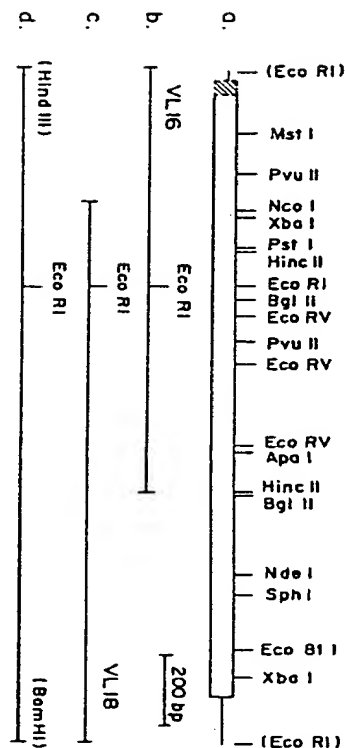 a.
(Eco RI)
Mst I
Pvu II
Nco I
Xba I
Pst I
Hinc II
Eco RI
Bgl II
Eco RV
Pvu II
Eco RV
Eco RV
Apa I
Hinc II
Bgl II
Nde I
Sph I
Eco 81 I
Xba I
(Eco RI)
b.
VL16
Eco RI
200 bp
c.
Eco RI
VL18
d.
(Hind III)
Eco RI
(BamHI)